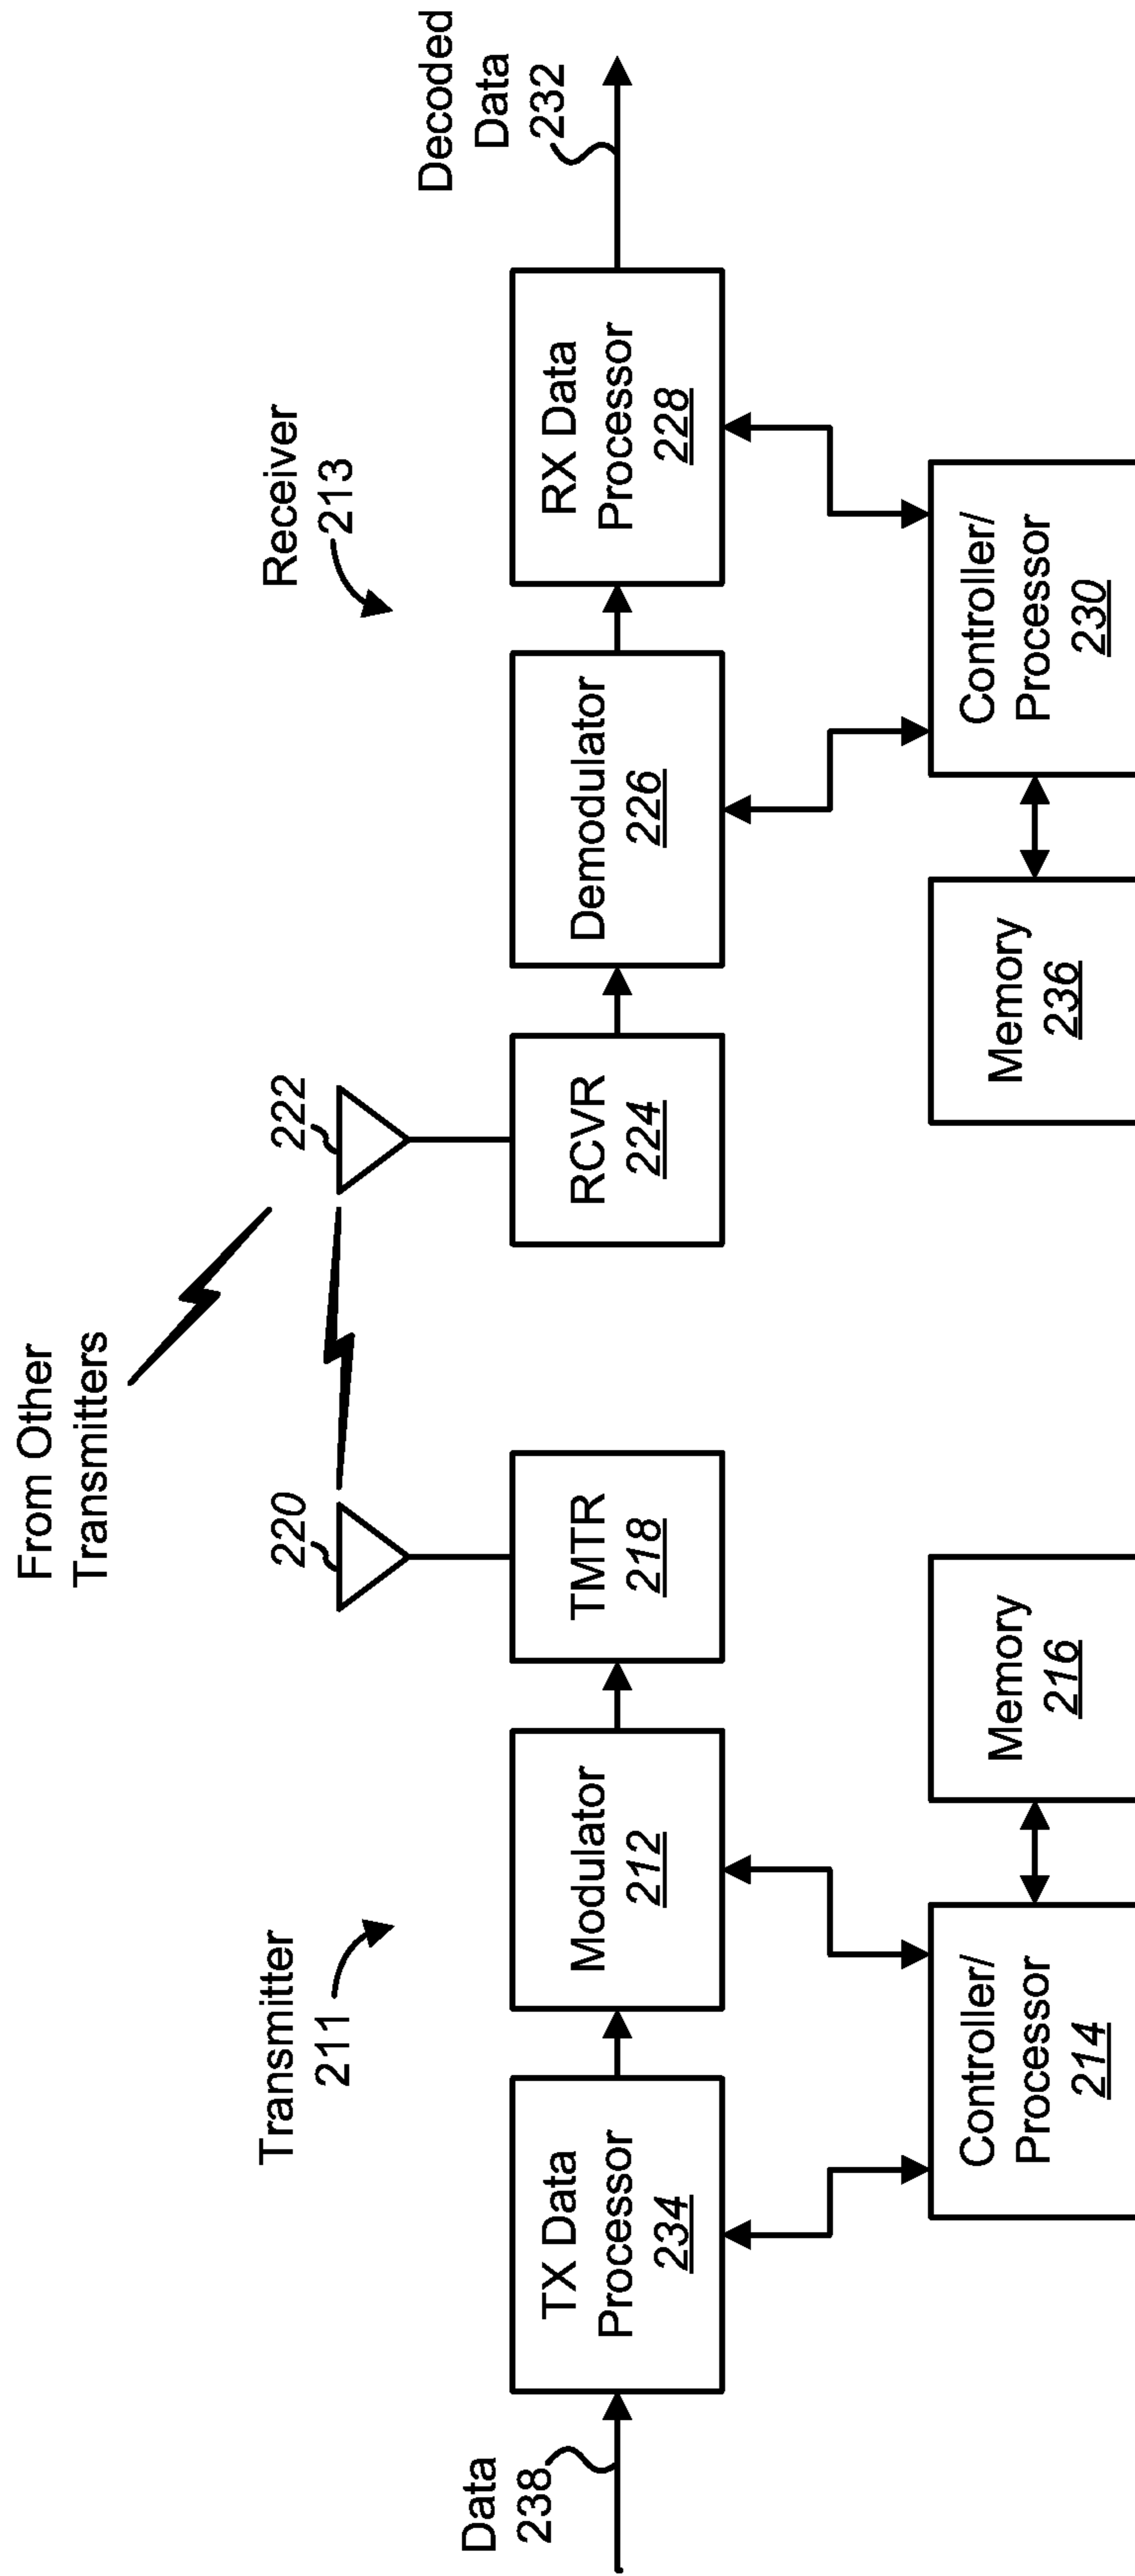 From Other
Transmitters
Transmitter
211
220
222
Receiver
213
Data
238
TX Data
Processor
234
Modulator
212
TMTR
218
RCVR
224
Demodulator
226
RX Data
Processor
228
Decoded
Data
232
Controller/
Processor
214
Memory
216
Memory
236
Controller/
Processor
230